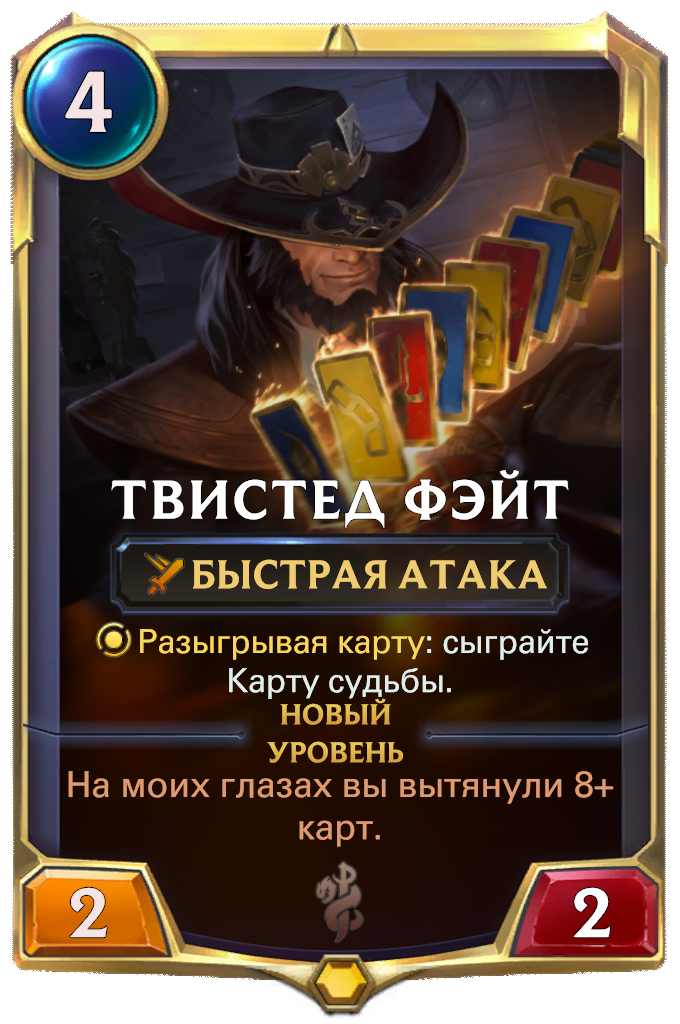 4
ТВИСТЕД ФЭЙТ
БЫСТРАЯ АТАКА
Разыгрывая карту: сыграйте
Карту судьбы.
НОВЫЙ
УРОВЕНЬ
На моих глазах вы вытянули 8+
карт.
2
2